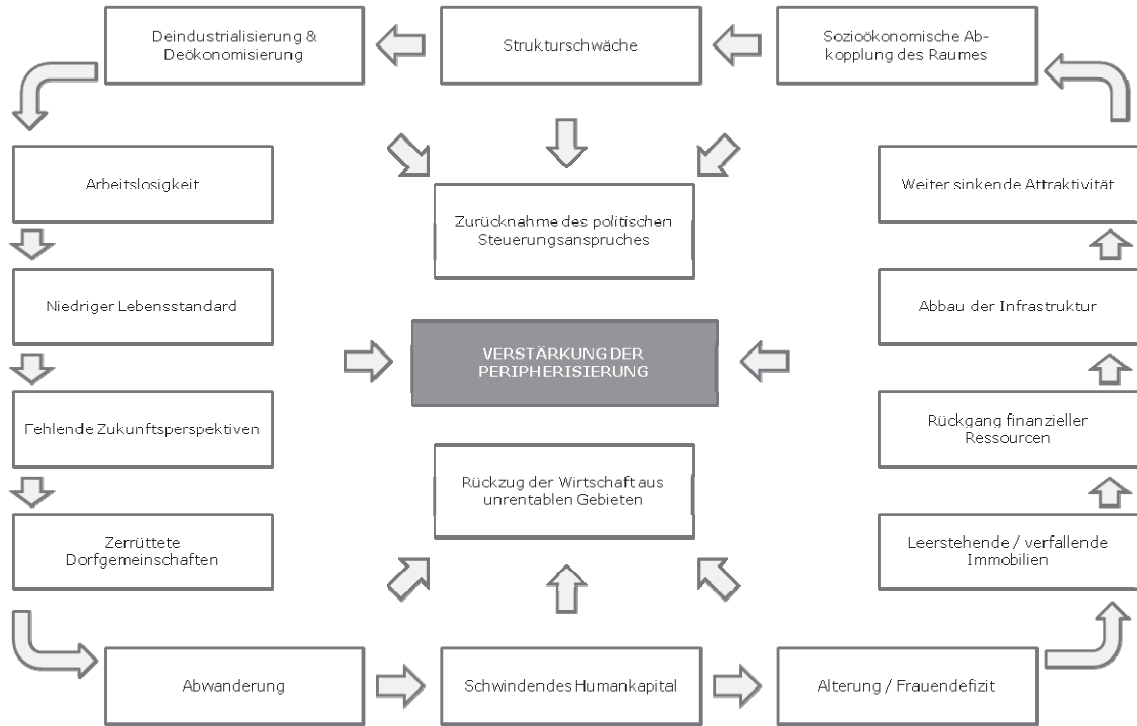 Deindustrialisierung &
Deökonomisierung
Strukturschwäche
Sozioökonomische Ab-
kopplung des Raumes
Arbeitslosigkeit
Zurücknahme des politischen
Steuerungsanspruches
Weiter sinkende Attraktivität
Niedriger Lebensstandard
VERSTÄRKUNG DER
PERIPHERISIERUNG
Abbau der Infrastruktur
Fehlende Zukunftsperspektiven
Rückgang finanzieller
Ressourcen
Rückzug der Wirtschaft aus
unrentablen Gebieten
Zerrüttete
Dorfgemeinschaften
Leerstehende / verfallende
Immobilien
Abwanderung
Schwindendes Humankapital
Alterung / Frauendefizit